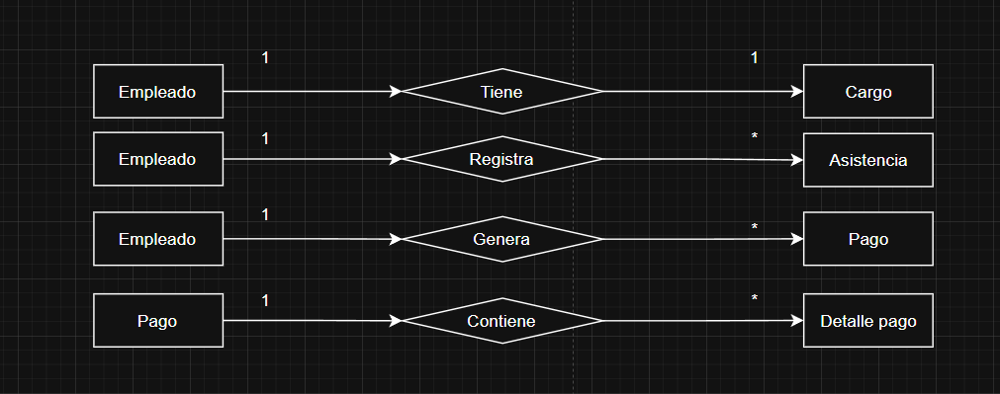 1 1
Empleado Tiene Cargo
1 *
Empleado Registra Asistencia
1 *
Empleado Genera Pago
1 *
Pago Contiene Detalle pago